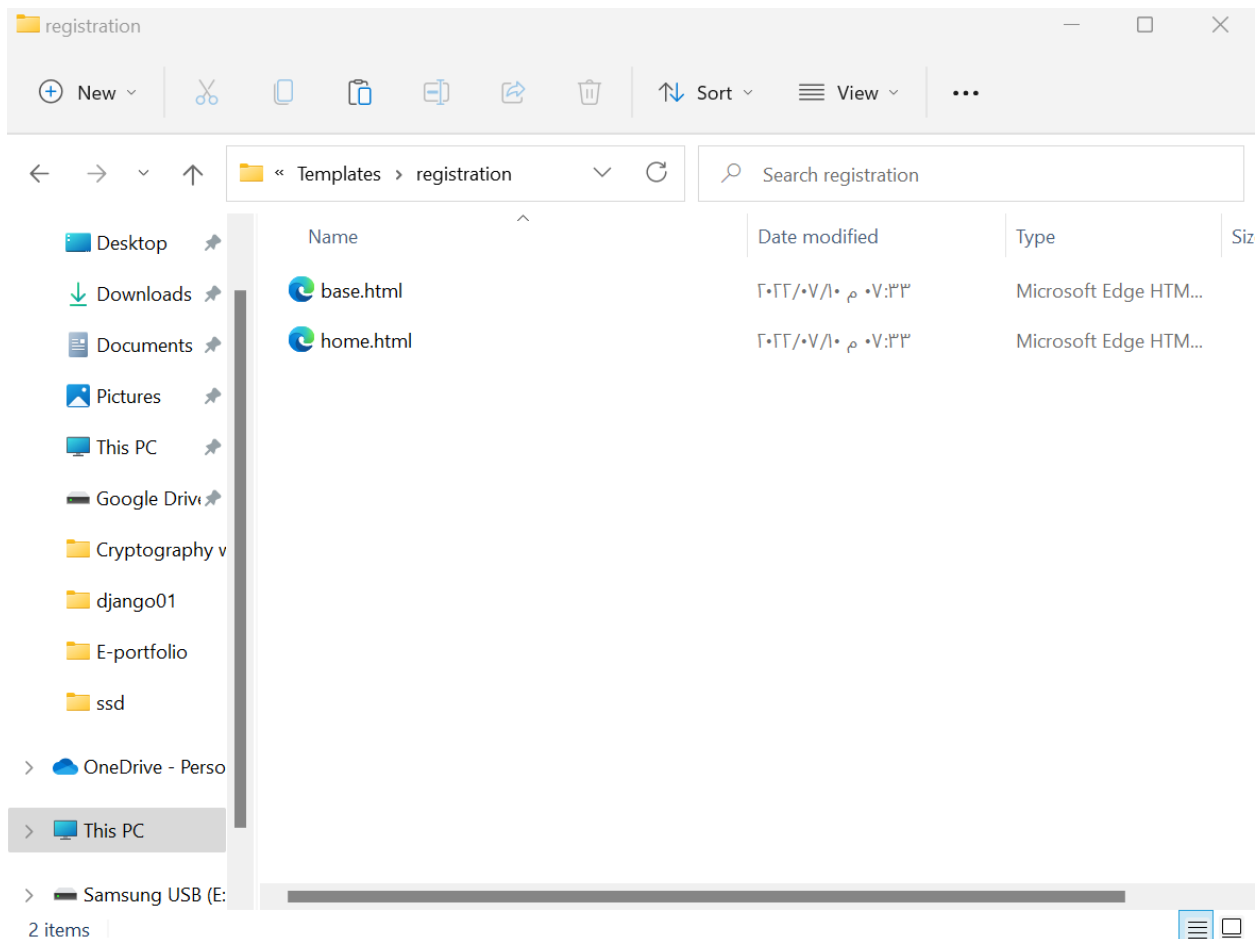 registration
New
Sort
View
« Templates > registration
Search registration
Name
Date modified
Type
Siz
Desktop
Downloads
Documents
Pictures
This PC
Google Drive
Cryptography w
django01
E-portfolio
ssd
OneDrive - Perso
This PC
Samsung USB (E:
base.html
٢٠٢٢/٠٧/١٠ م ٠٧:٣٣
Microsoft Edge HTM...
home.html
٢٠٢٢/٠٧/١٠ م ٠٧:٣٣
Microsoft Edge HTM...
2 items